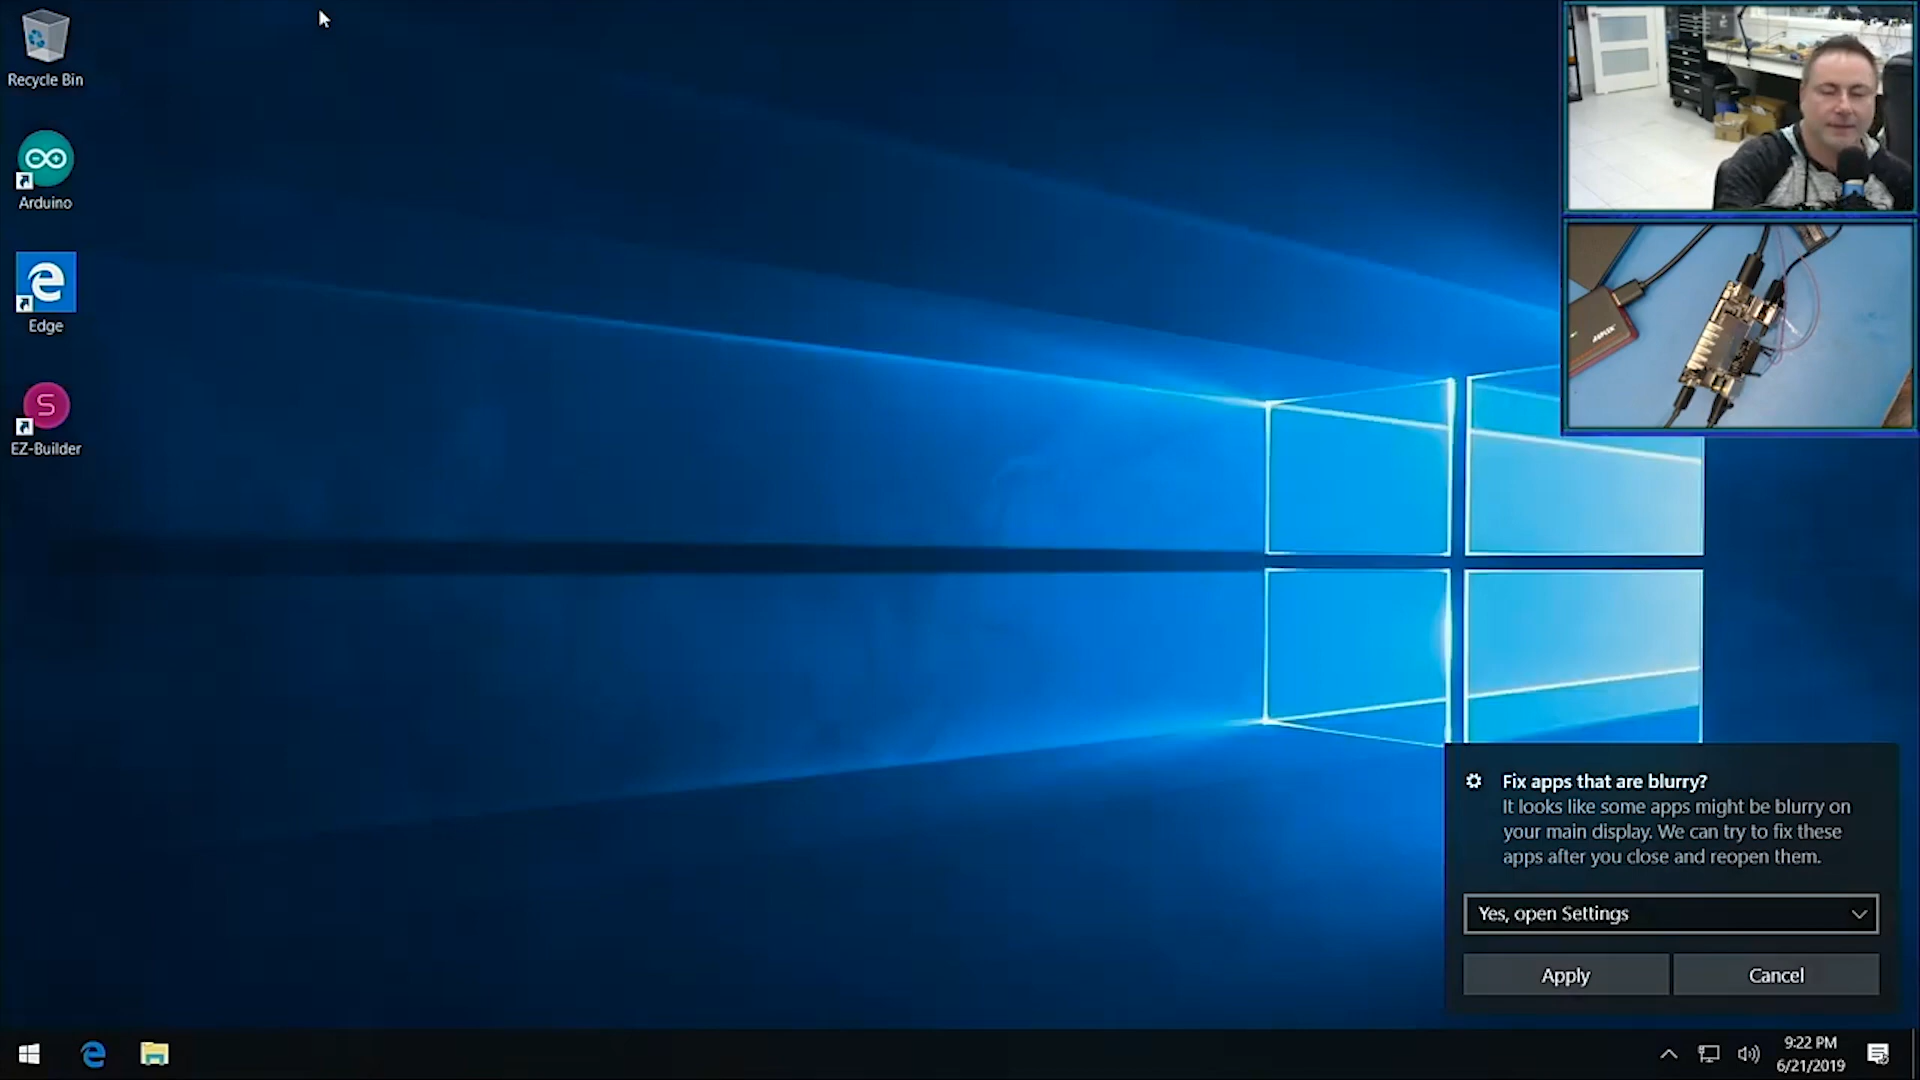 Recycle Bin
Arduino
Edge
S
EZ-Builder
Fix apps that are blurry?
It looks like some apps might be blurry on
your main display. We can try to fix these
apps after you close and reopen them.
Yes, open Settings
Apply
Cancel
9:22 PM
6/21/2019